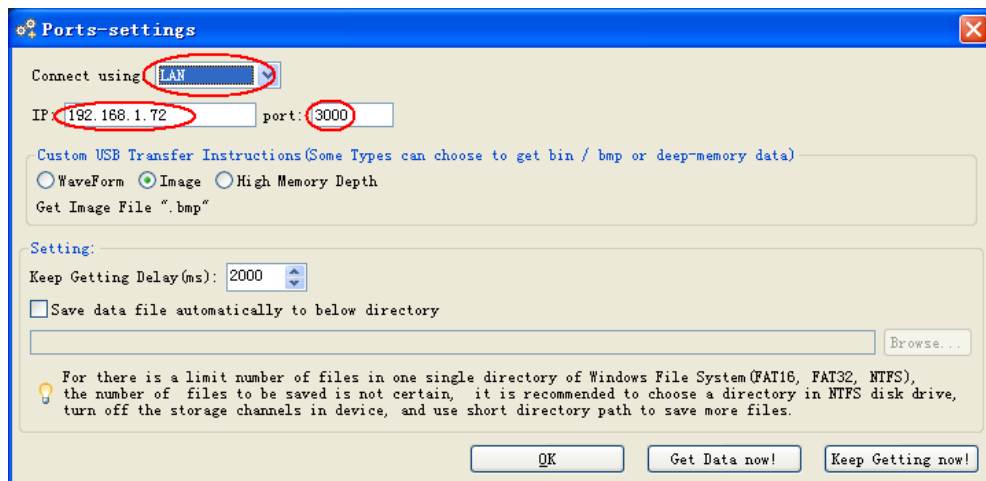 Ports-settings
Connect using: LAN
IP: 192.168.1.72 port: 3000
Custom USB Transfer Instructions(Some Types can choose to get bin / bmp or deep-memory data)
WaveForm Image High Memory Depth
Get Image File ".bmp"
Setting:
Keep Getting Delay(ms): 2000
Save data file automatically to below directory
Browse...
For there is a limit number of files in one single directory of Windows File System(FAT16, FAT32, NTFS),
the number of files to be saved is not certain, it is recommended to choose a directory in NTFS disk drive,
turn off the storage channels in device, and use short directory path to save more files.
OK Get Data now! Keep Getting now!